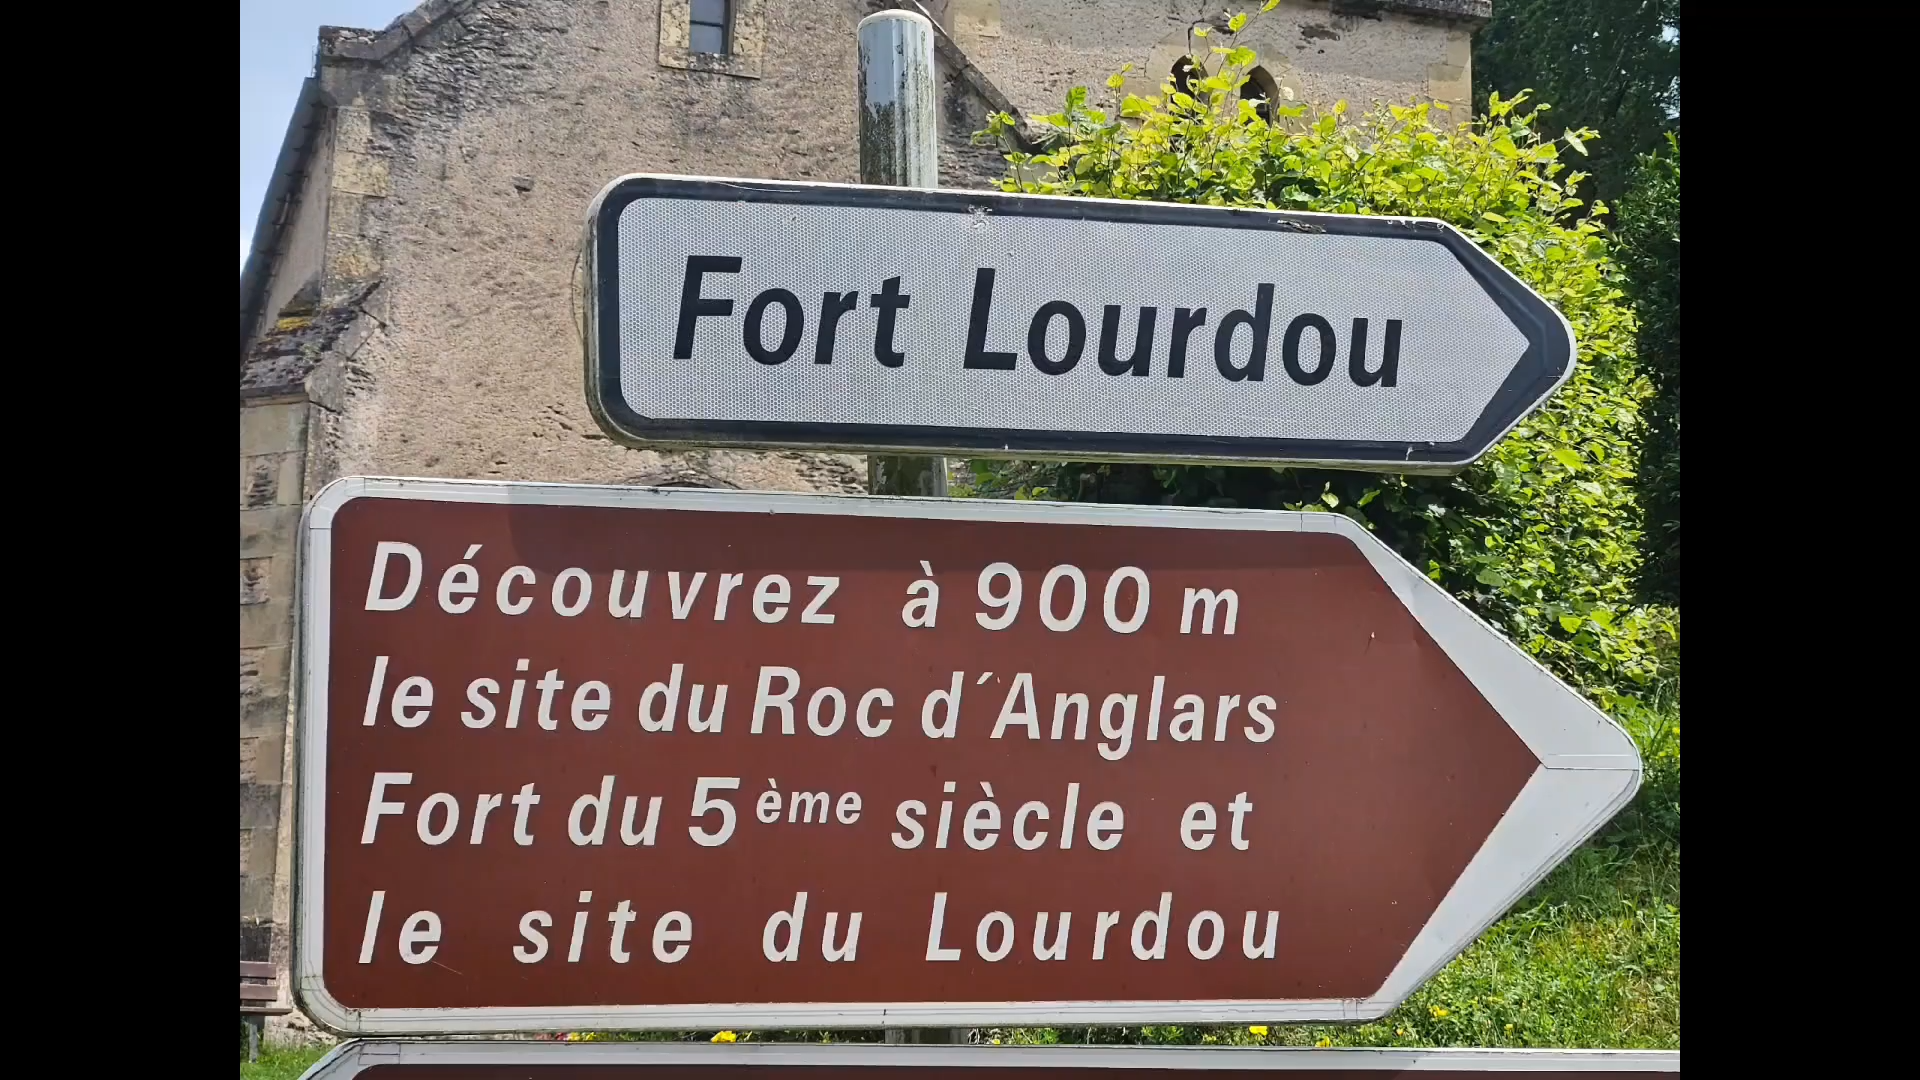 Fort Lourdou
Découvrez à 900 m
le site du Roc d´Anglars
Fort du 5ème siècle et
le site du Lourdou